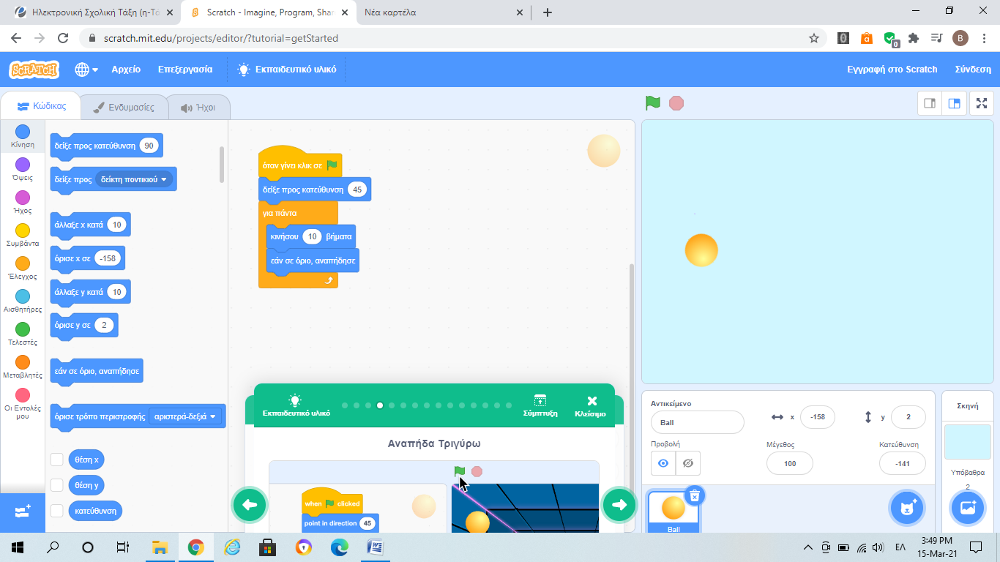 Ηλεκτρονική Σχολική Τάξη (η-Τά
Scratch - Imagine, Program, Shar
Νέα καρτέλα
scratch.mit.edu/projects/editor/?tutorial=getStarted
0
B
SCRATCH
Αρχείο
Επεξεργασία
Εκπαιδευτικό υλικό
Εγγραφή στο Scratch
Σύνδεση
Κώδικας
Ενδυμασίες
Ήχοι
Κίνηση
Όψεις
Ήχος
Συμβάντα
Έλεγχος
Αισθητήρες
Τελεστές
Μεταβλητές
Οι Εντολές μου
δείξε προς κατεύθυνση 90
δείξε προς δείκτη ποντικιού
άλλαξε x κατά 10
όρισε x σε -158
άλλαξε y κατά 10
όρισε y σε 2
εάν σε όριο, αναπήδησε
όρισε τρόπο περιστροφής αριστερά-δεξιά
θέση x
θέση y
κατεύθυνση
όταν γίνει κλικ σε
δείξε προς κατεύθυνση 45
για πάντα
κινήσου 10 βήματα
εάν σε όριο, αναπήδησε
Εκπαιδευτικό υλικό
Σύμπτυξη
Κλείσιμο
Αναπήδα Τριγύρω
when clicked
point in direction 45
Αντικείμενο
Ball
x -158
y 2
Προβολή
Μέγεθος
100
Κατεύθυνση
-141
Ball
Σκηνή
Υπόβαθρα
2
ΕΛ
3:49 PM
15-Mar-21